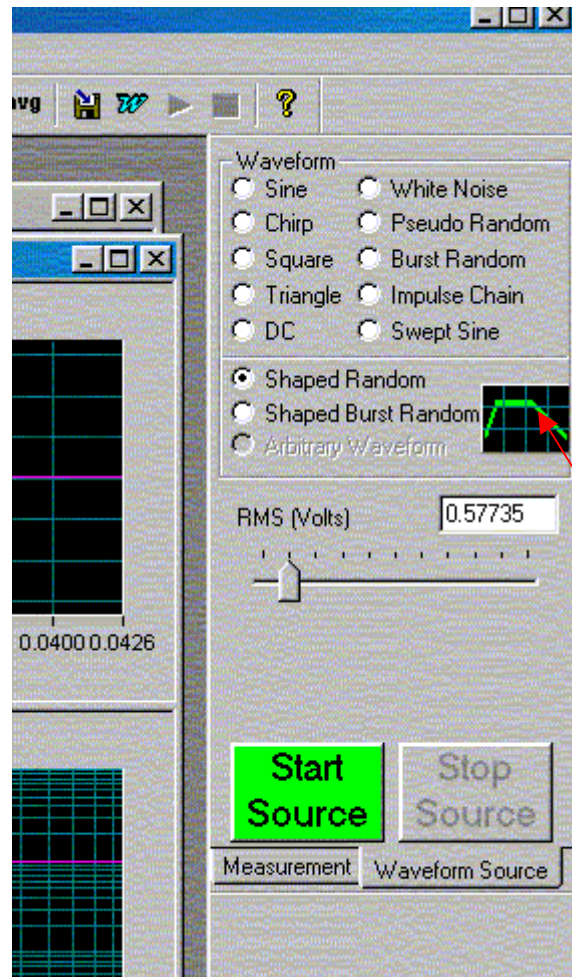 avg
Waveform
Sine White Noise
Chirp Pseudo Random
Square Burst Random
Triangle Impulse Chain
DC Swept Sine
Shaped Random
Shaped Burst Random
Arbitrary Waveform
RMS (Volts) 0.57735
0.0400 0.0426
Start Source
Stop Source
Measurement Waveform Source